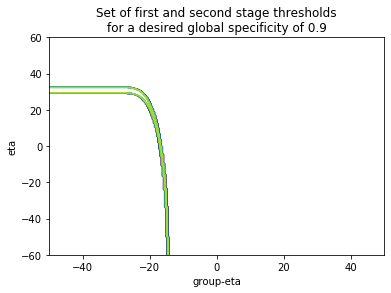 Set of first and second stage thresholds
for a desired global specificity of 0.9
60
40
20
0
−20
−40
−60
eta
−40 −20 0 20 40
group-eta